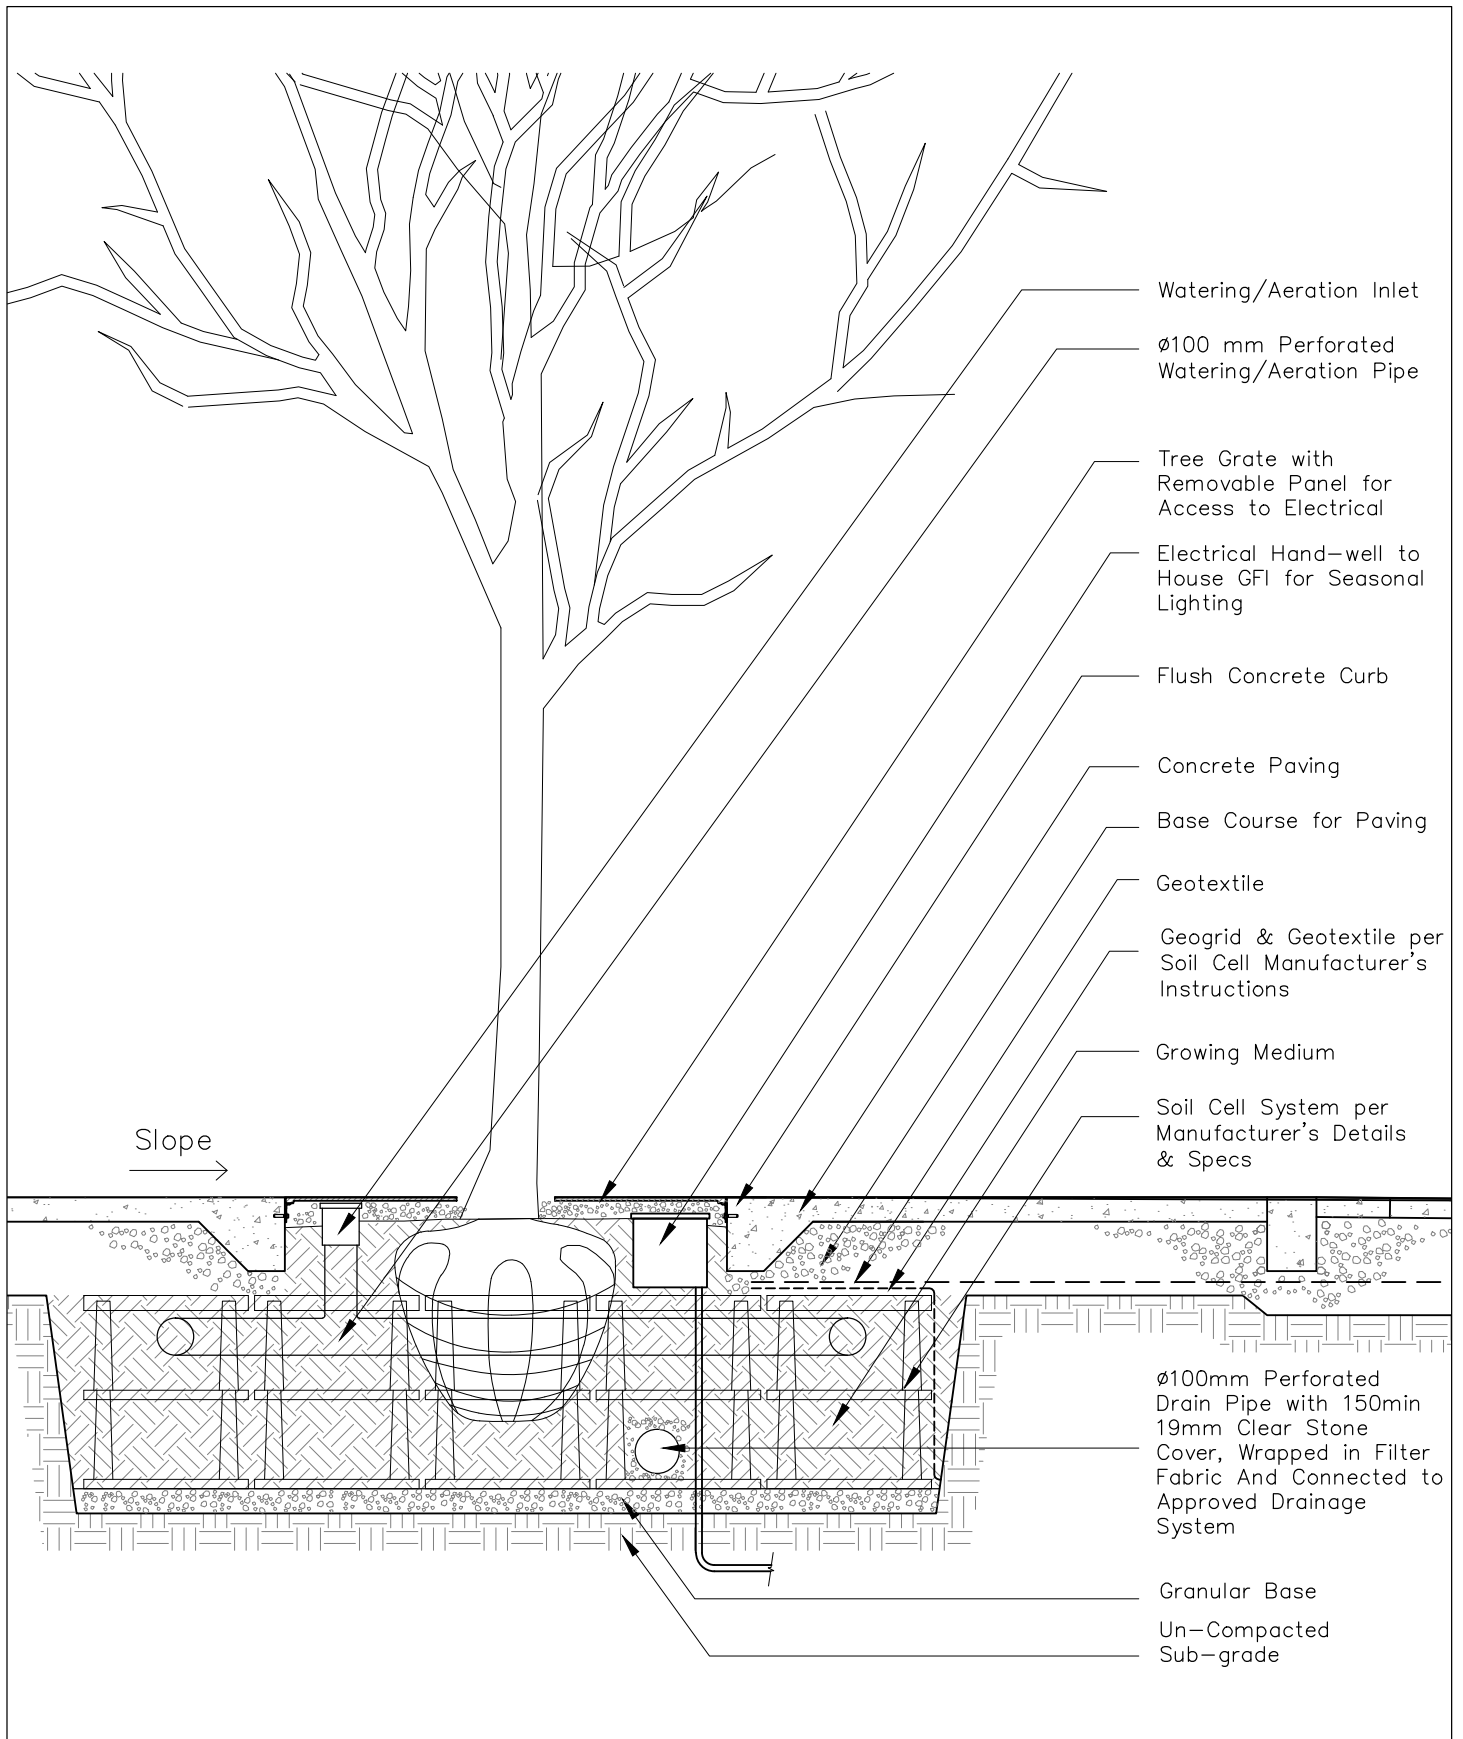 Watering/Aeration Inlet
Ø100 mm Perforated
Watering/Aeration Pipe
Tree Grate with
Removable Panel for
Access to Electrical
Electrical Hand-well to
House GFI for Seasonal
Lighting
Flush Concrete Curb
Concrete Paving
Base Course for Paving
Geotextile
Geogrid & Geotextile per
Soil Cell Manufacturer's
Instructions
Growing Medium
Soil Cell System per
Manufacturer's Details
& Specs
Slope
Ø100mm Perforated
Drain Pipe with 150min
19mm Clear Stone
Cover, Wrapped in Filter
Fabric And Connected to
Approved Drainage
System
Granular Base
Un-Compacted
Sub-grade